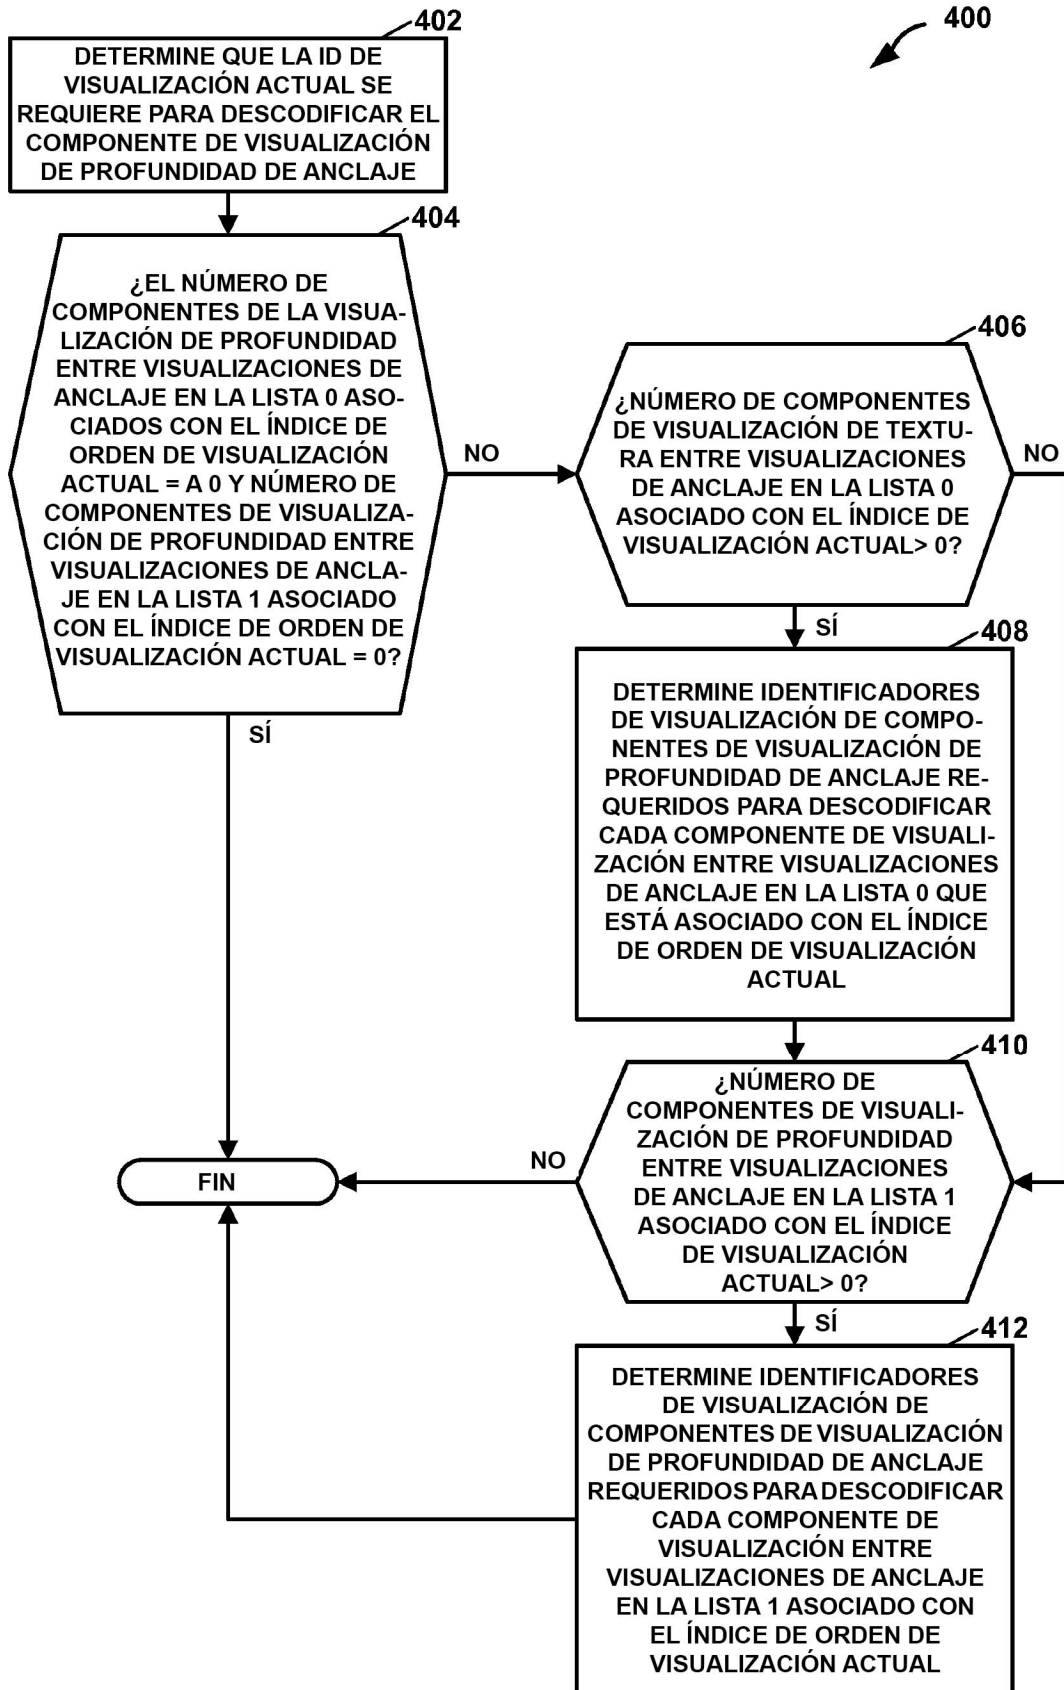 402
400
DETERMINE QUE LA ID DE
VISUALIZACIÓN ACTUAL SE
REQUIERE PARA DESCODIFICAR EL
COMPONENTE DE VISUALIZACIÓN
DE PROFUNDIDAD DE ANCLAJE
404
¿EL NÚMERO DE
COMPONENTES DE LA VISUA-
LIZACIÓN DE PROFUNDIDAD
ENTRE VISUALIZACIONES DE
ANCLAJE EN LA LISTA 0 ASO-
CIADOS CON EL ÍNDICE DE
ORDEN DE VISUALIZACIÓN
ACTUAL = A 0 Y NÚMERO DE
COMPONENTES DE VISUALIZA-
CIÓN DE PROFUNDIDAD ENTRE
VISUALIZACIONES DE ANCLA-
JE EN LA LISTA 1 ASOCIADO
CON EL ÍNDICE DE ORDEN DE
VISUALIZACIÓN ACTUAL = 0?
NO
SÍ
406
¿NÚMERO DE COMPONENTES
DE VISUALIZACIÓN DE TEXTU-
RA ENTRE VISUALIZACIONES
DE ANCLAJE EN LA LISTA 0
ASOCIADO CON EL ÍNDICE DE
VISUALIZACIÓN ACTUAL> 0?
NO
SÍ
408
DETERMINE IDENTIFICADORES
DE VISUALIZACIÓN DE COMPO-
NENTES DE VISUALIZACIÓN DE
PROFUNDIDAD DE ANCLAJE RE-
QUERIDOS PARA DESCODIFICAR
CADA COMPONENTE DE VISUALI-
ZACIÓN ENTRE VISUALIZACIONES
DE ANCLAJE EN LA LISTA 0 QUE
ESTÁ ASOCIADO CON EL ÍNDICE
DE ORDEN DE VISUALIZACIÓN
ACTUAL
410
¿NÚMERO DE
COMPONENTES DE VISUALI-
ZACIÓN DE PROFUNDIDAD
ENTRE VISUALIZACIONES
DE ANCLAJE EN LA LISTA 1
ASOCIADO CON EL ÍNDICE
DE VISUALIZACIÓN
ACTUAL> 0?
NO
FIN
SÍ
412
DETERMINE IDENTIFICADORES
DE VISUALIZACIÓN DE
COMPONENTES DE VISUALIZACIÓN
DE PROFUNDIDAD DE ANCLAJE
REQUERIDOS PARA DESCODIFICAR
CADA COMPONENTE DE
VISUALIZACIÓN ENTRE
VISUALIZACIONES DE ANCLAJE
EN LA LISTA 1 ASOCIADO CON
EL ÍNDICE DE ORDEN DE
VISUALIZACIÓN ACTUAL